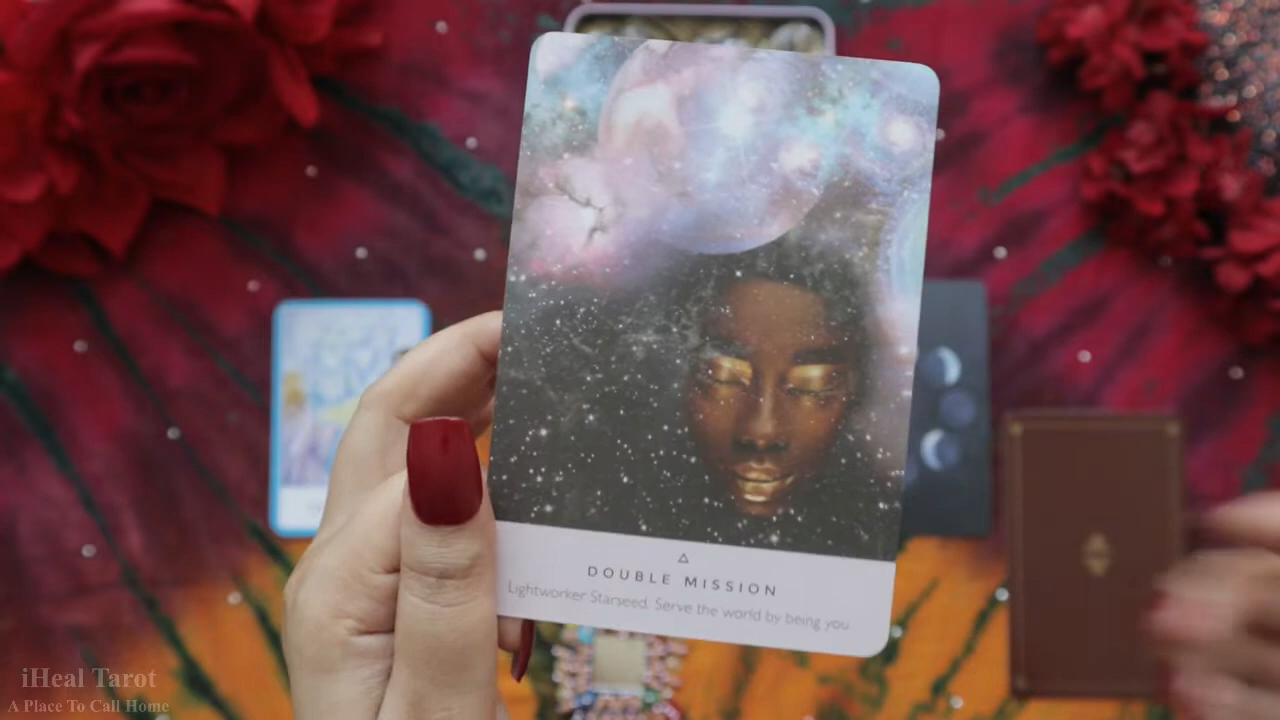 DOUBLE MISSION
Lightworker Starseed. Serve the world by being you.
iHeal Tarot
A Place To Call Home